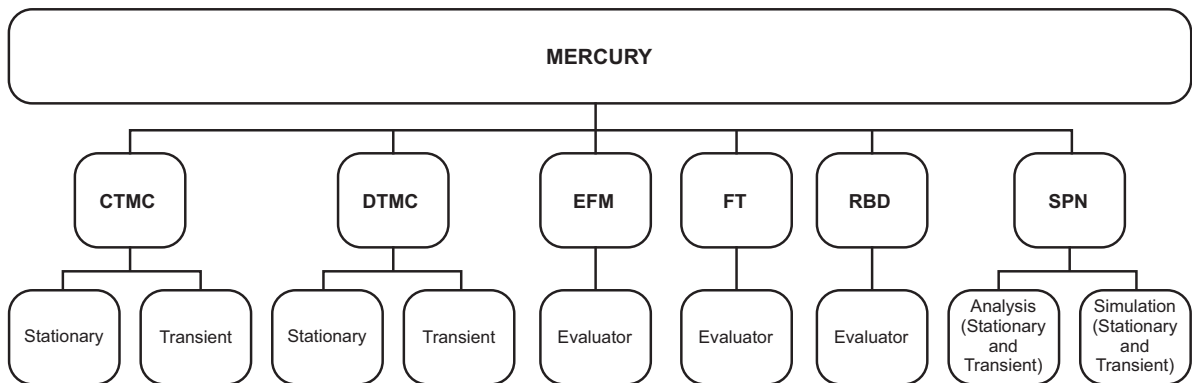 MERCURY
CTMC
DTMC
EFM
FT
RBD
SPN
Stationary
Transient
Stationary
Transient
Evaluator
Evaluator
Evaluator
Analysis
(Stationary
and
Transient)
Simulation
(Stationary
and
Transient)